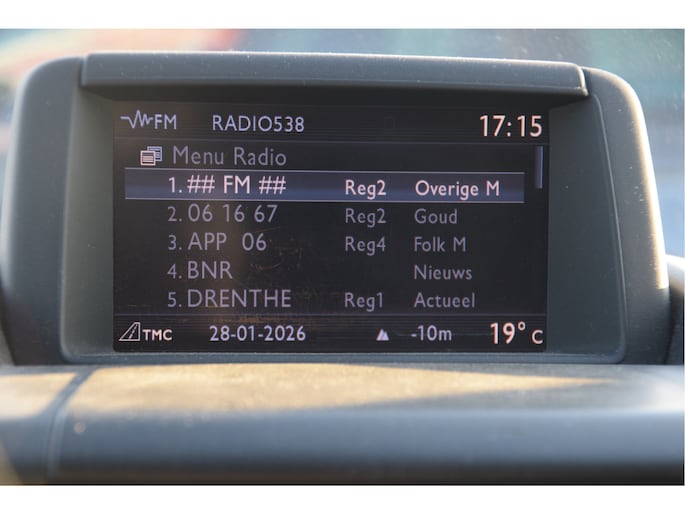 FM RADIO538 17:15
Menu Radio
1. ## FM ## Reg2 Overige M
2. 06 16 67 Reg2 Goud
3. APP 06 Reg4 Folk M
4. BNR Nieuws
5. DRENTHE Reg1 Actueel
TMC 28-01-2026 -10m 19° C